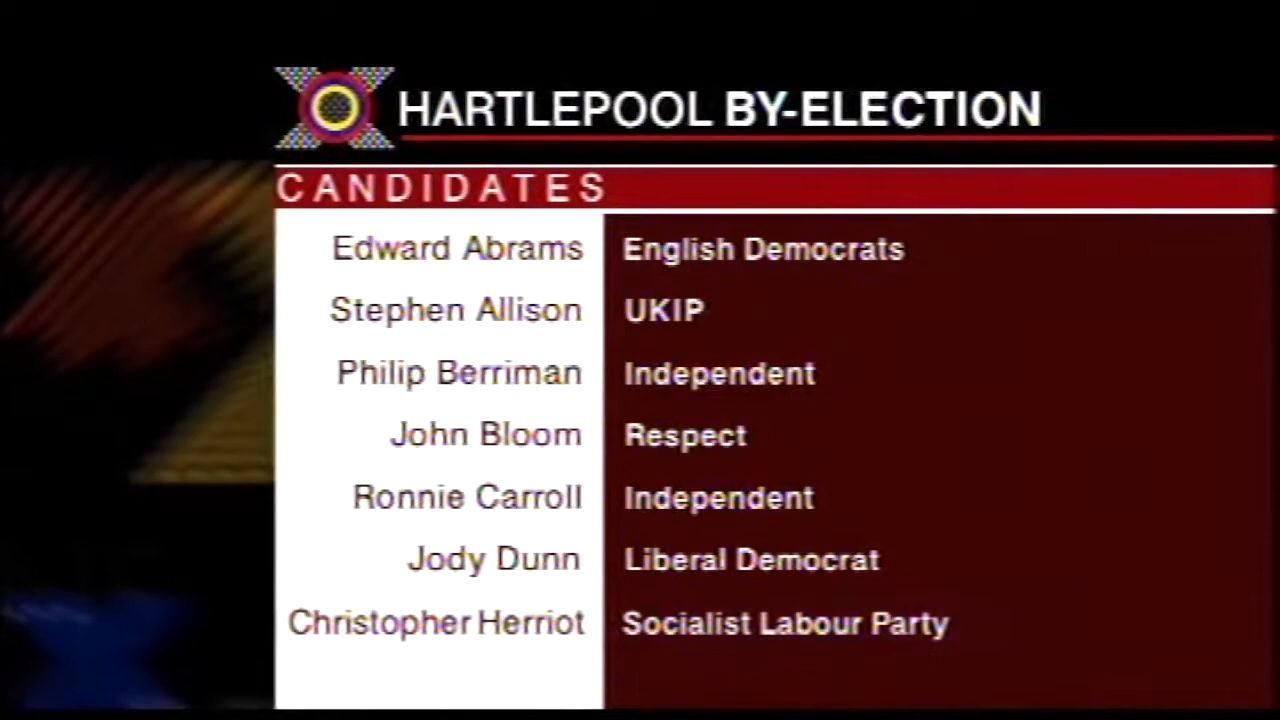 HARTLEPOOL BY-ELECTION
CANDIDATES
Edward Abrams English Democrats
Stephen Allison UKIP
Philip Berriman Independent
John Bloom Respect
Ronnie Carroll Independent
Jody Dunn Liberal Democrat
Christopher Herriot Socialist Labour Party